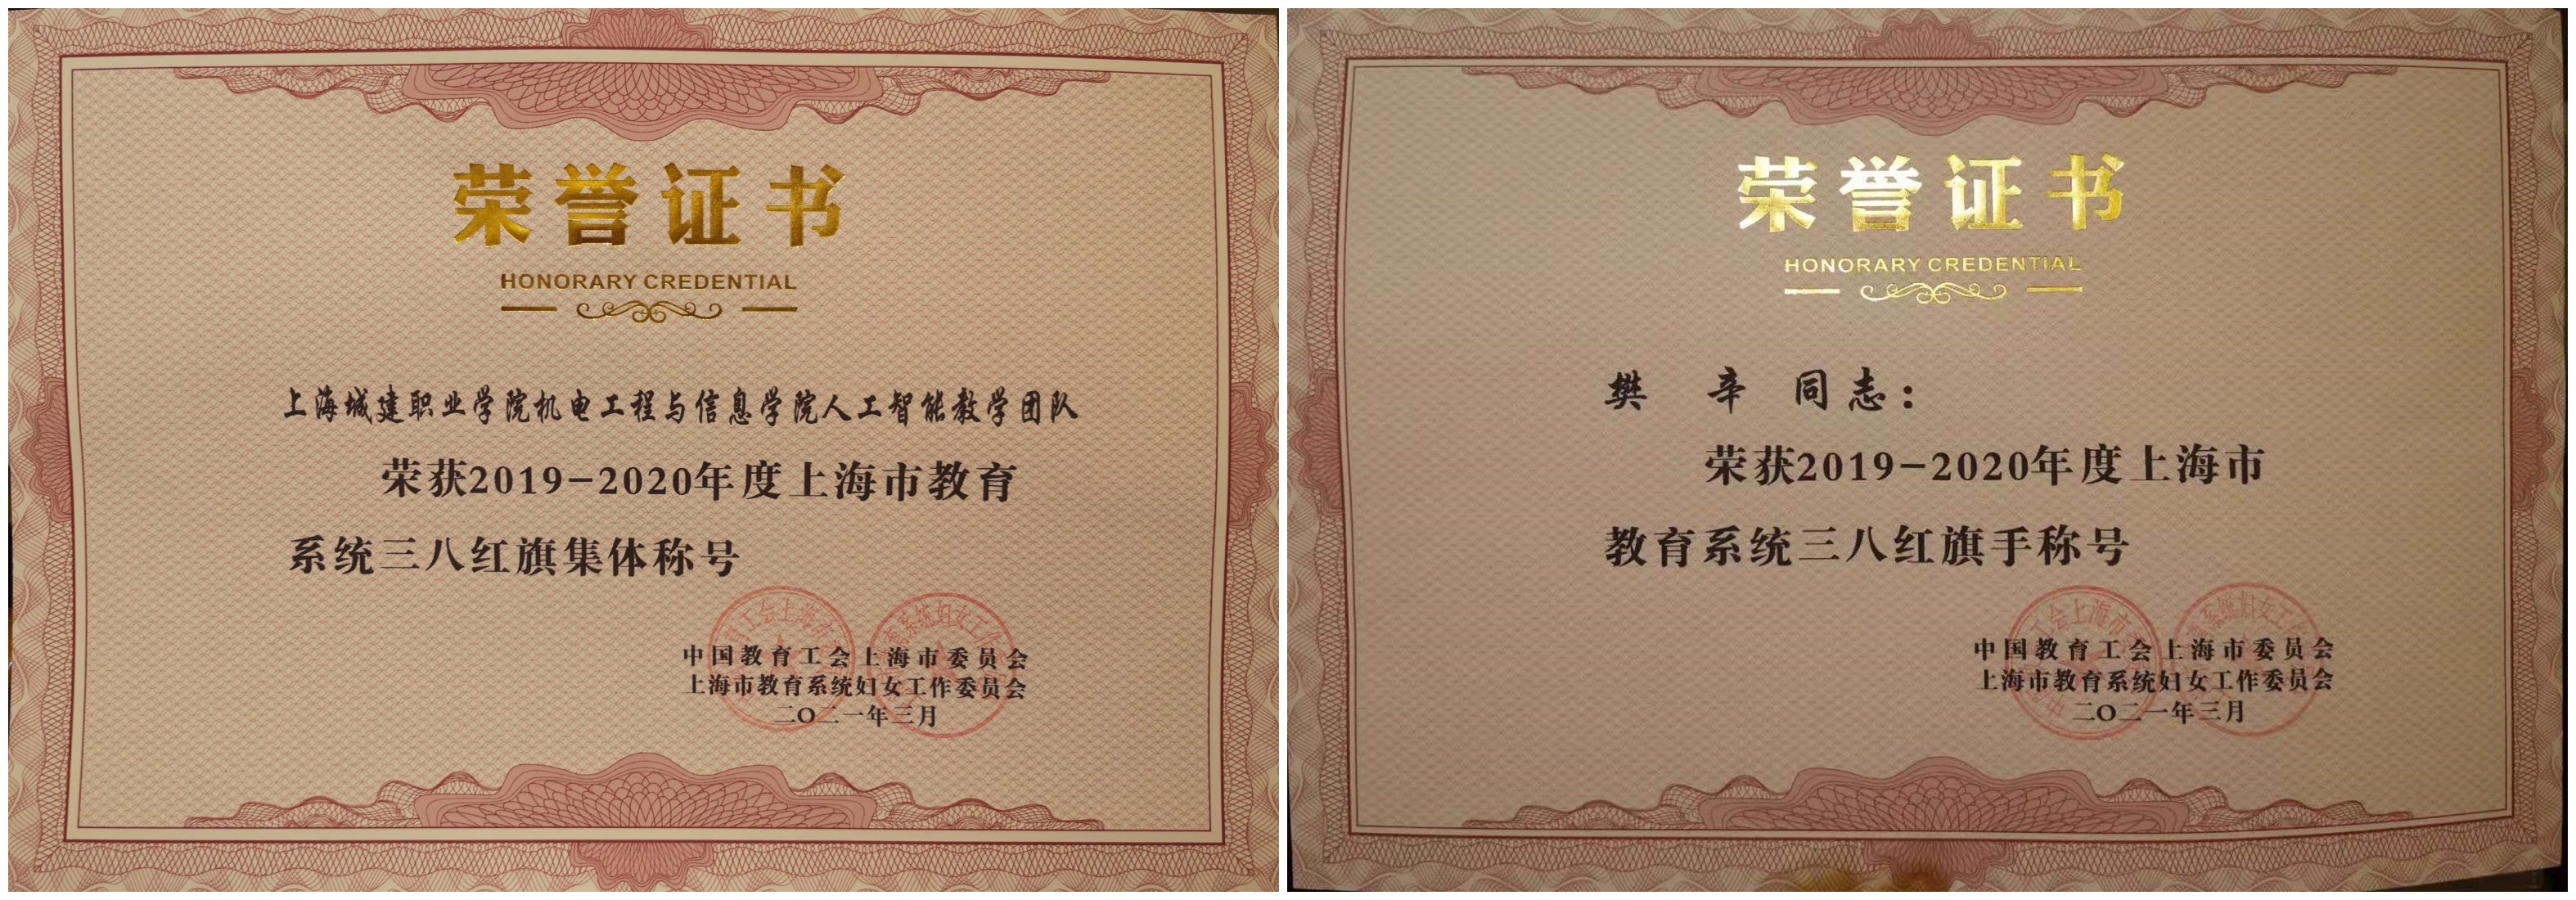 荣誉证书
HONORARY CREDENTIAL
上海城建职业学院机电工程与信息学院人工智能教学团队
荣获2019-2020年度上海市教育
系统三八红旗集体称号
中国教育工会上海市委员会
上海市教育系统妇女工作委员会
二〇二一年三月
荣誉证书
HONORARY CREDENTIAL
樊 辛 同志：
荣获2019-2020年度上海市
教育系统三八红旗手称号
中国教育工会上海市委员会
上海市教育系统妇女工作委员会
二〇二一年三月